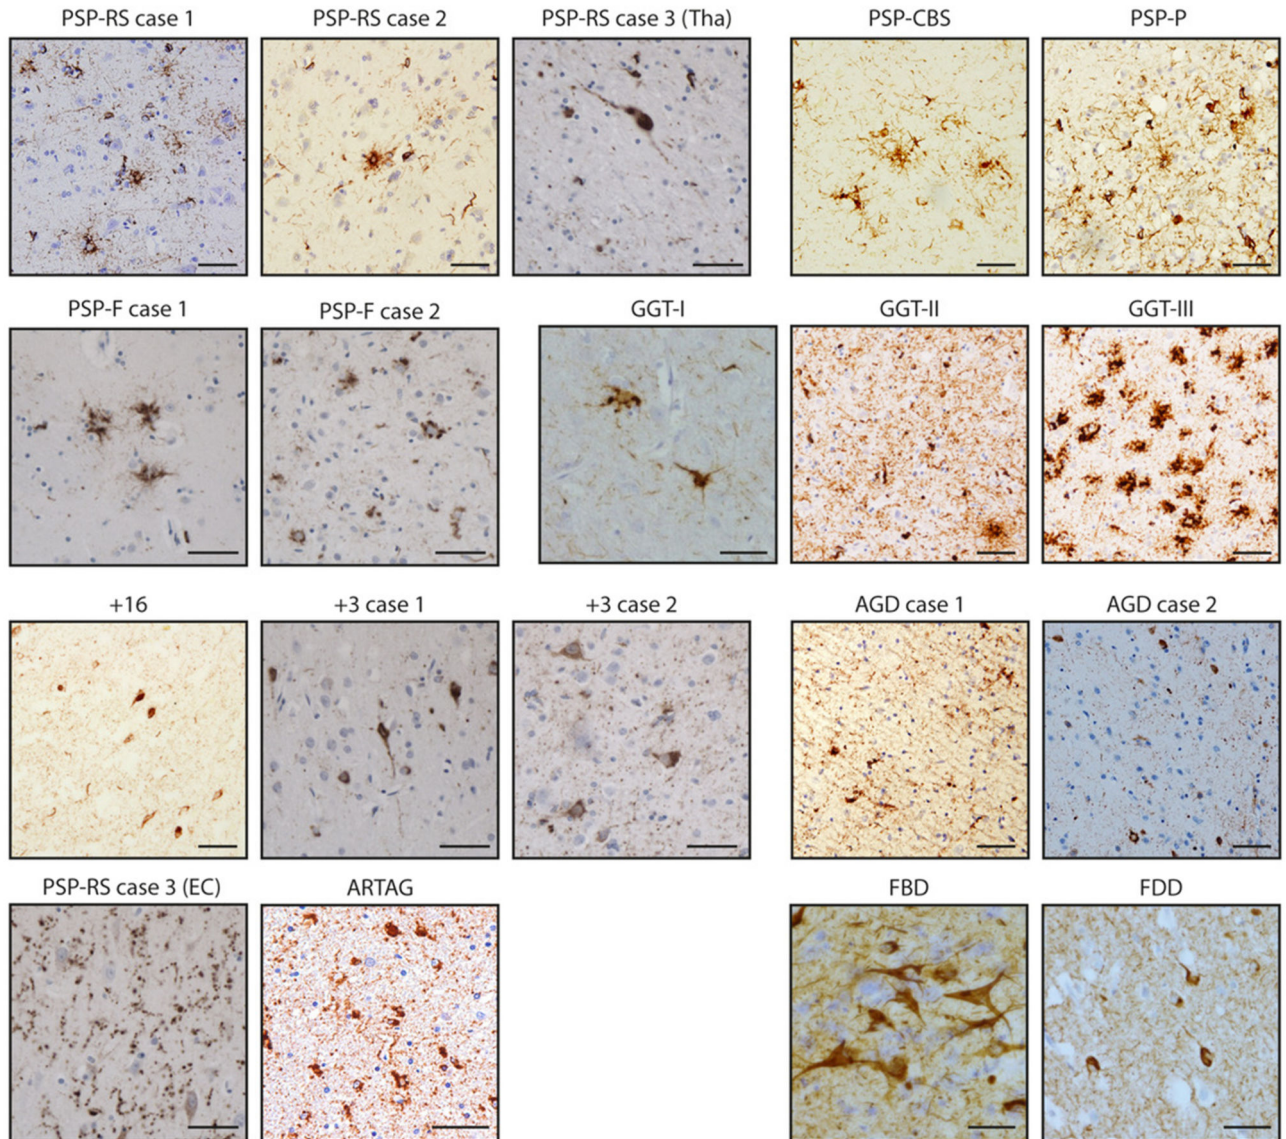 PSP-RS case 1
PSP-RS case 2
PSP-RS case 3 (Tha)
PSP-CBS
PSP-P
PSP-F case 1
PSP-F case 2
GGT-I
GGT-II
GGT-III
+16
+3 case 1
+3 case 2
AGD case 1
AGD case 2
PSP-RS case 3 (EC)
ARTAG
FBD
FDD